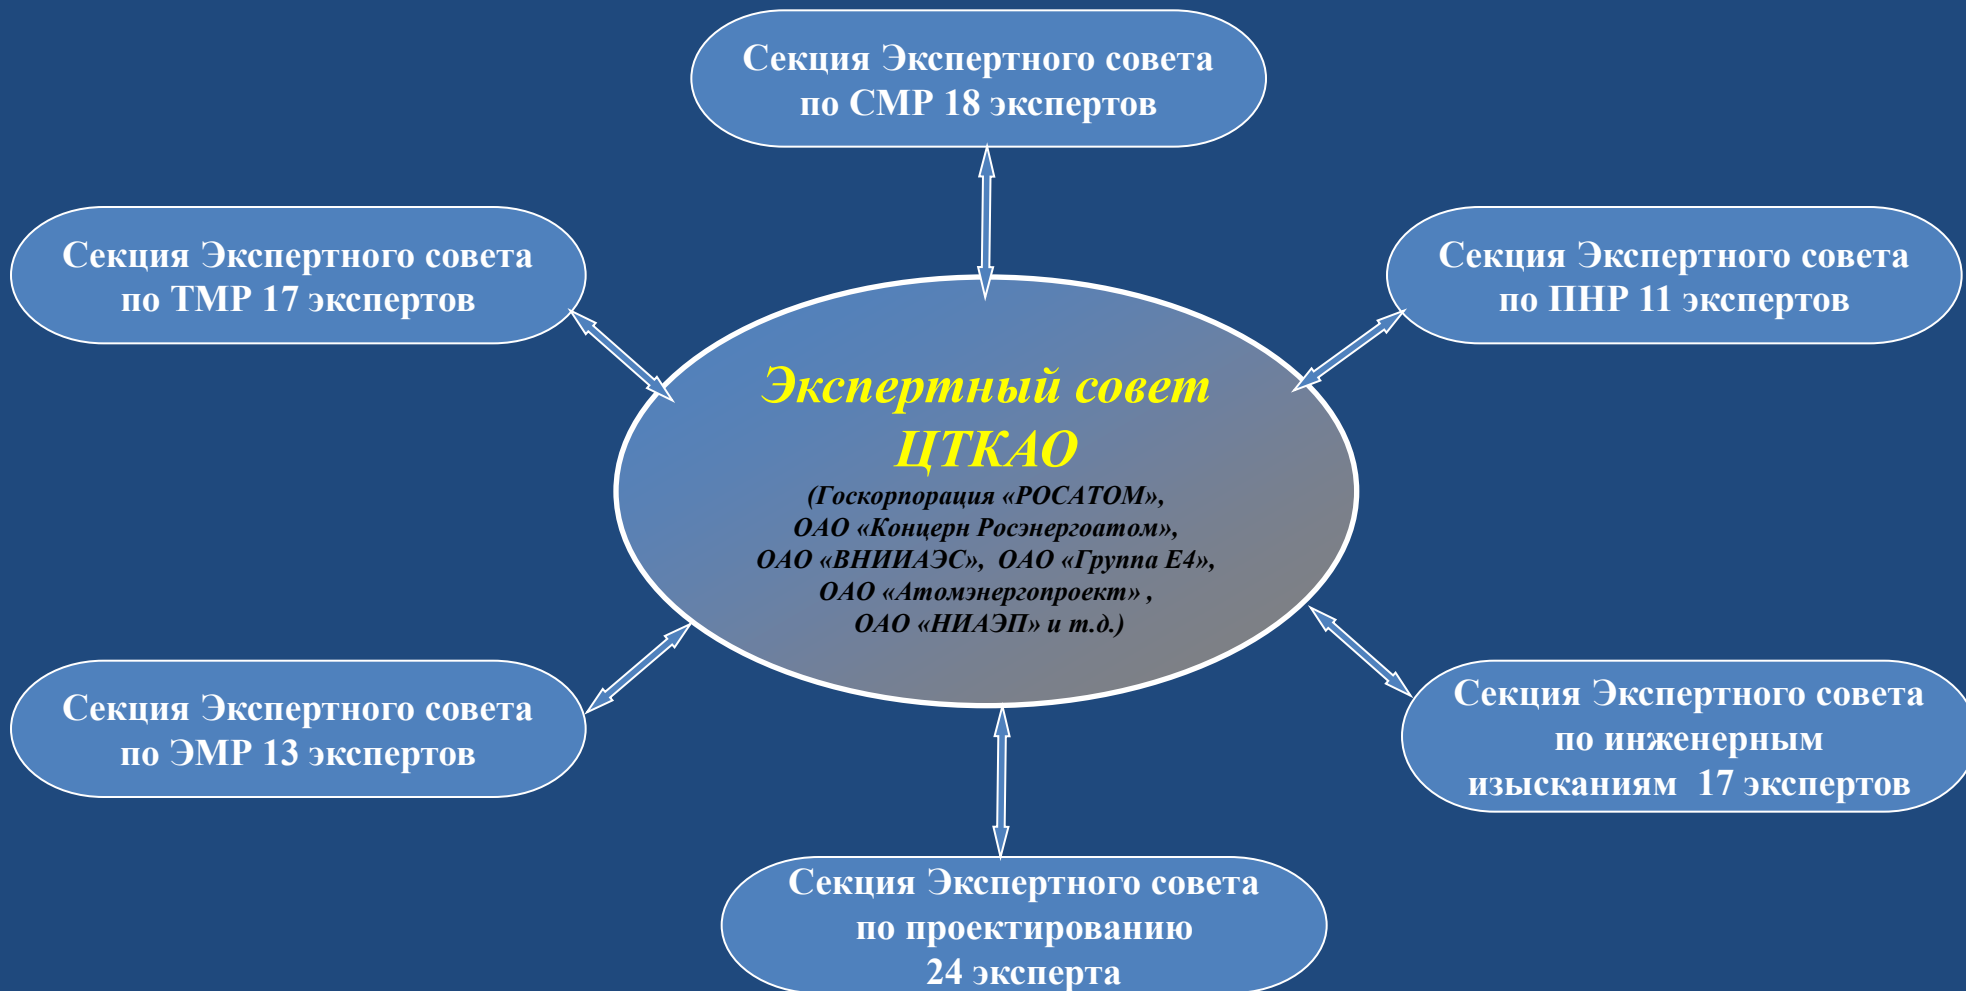 Секция Экспертного совета
по СМР 18 экспертов
Секция Экспертного совета
по ТМР 17 экспертов
Секция Экспертного совета
по ПНР 11 экспертов
Экспертный совет
ЦТКАО
(Госкорпорация «РОСАТОМ»,
ОАО «Концерн Росэнергоатом»,
ОАО «ВНИИАЭС», ОАО «Группа Е4»,
ОАО «Атомэнергопроект» ,
ОАО «НИАЭП» и т.д.)
Секция Экспертного совета
по ЭМР 13 экспертов
Секция Экспертного совета
по инженерным
изысканиям 17 экспертов
Секция Экспертного совета
по проектированию
24 эксперта